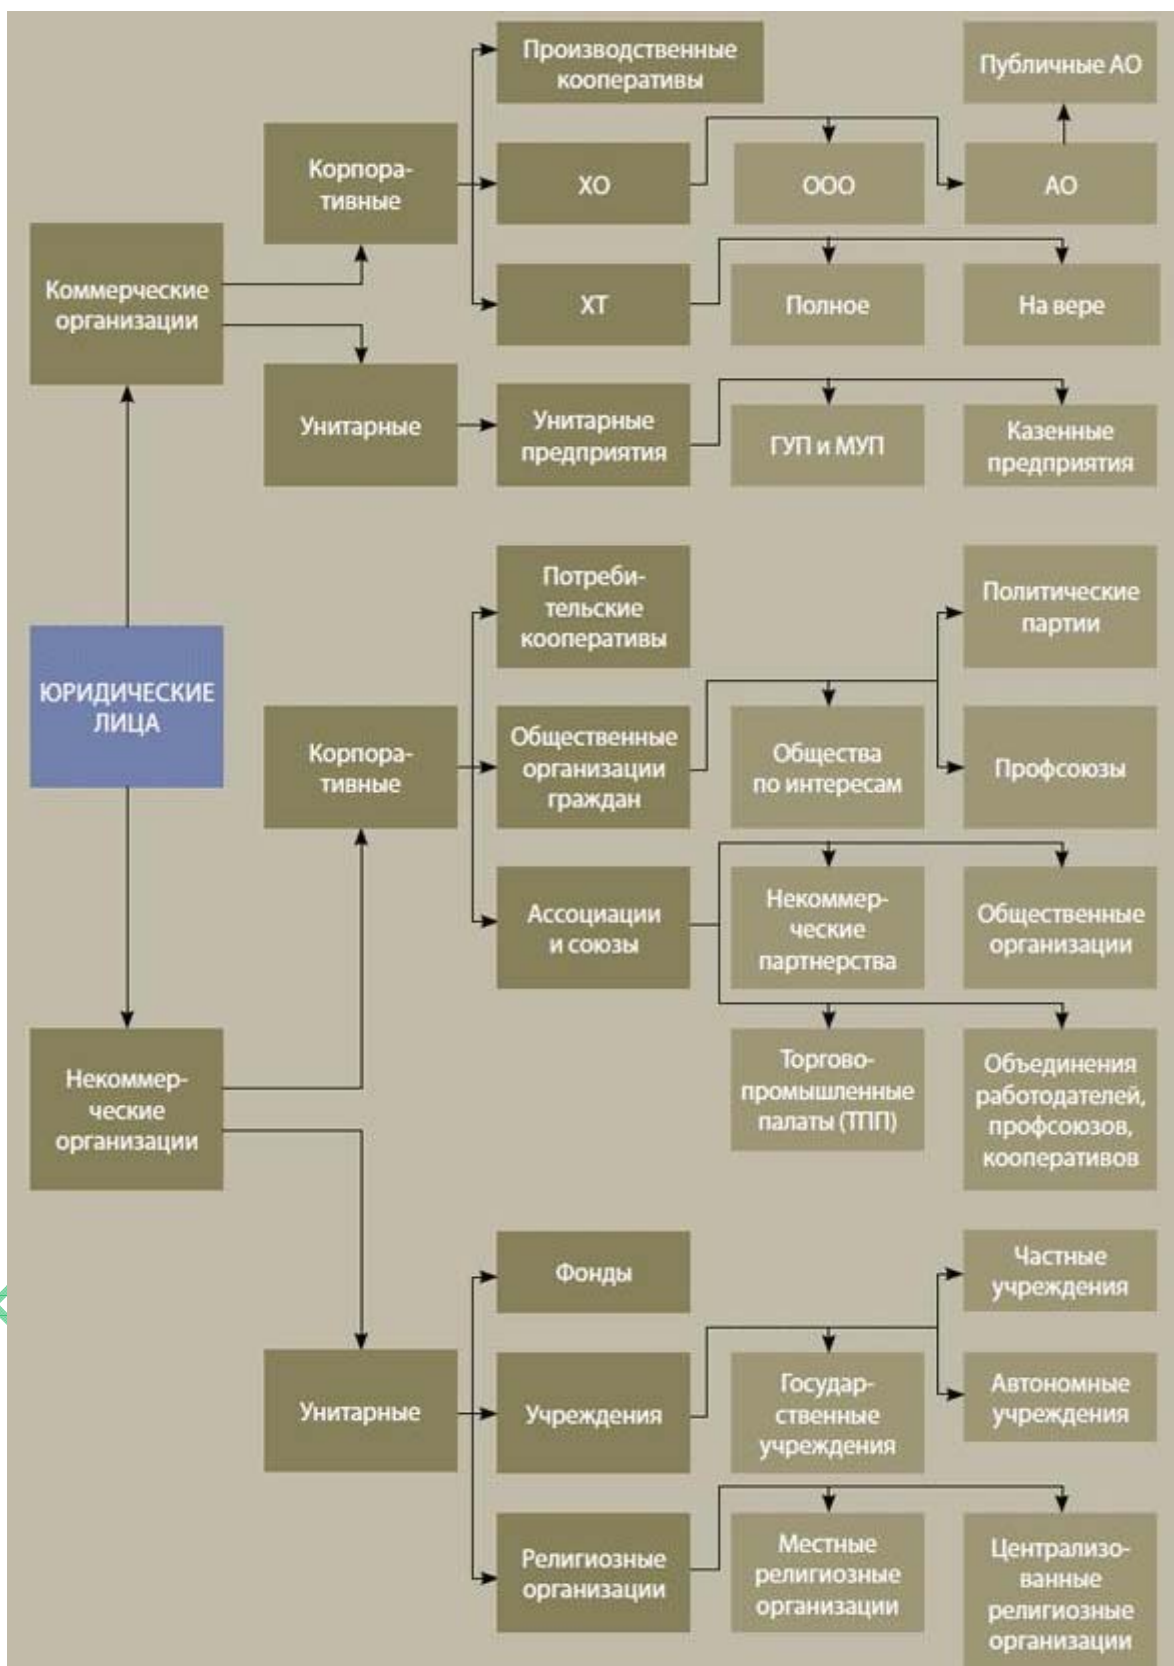 Производственные
кооперативы
Публичные АО
Корпора-
тивные
ХО
ООО
АО
Коммерческие
организации
ХТ
Полное
На вере
Унитарные
Унитарные
предприятия
ГУП и МУП
Казенные
предприятия
Потреби-
тельские
кооперативы
Политические
партии
ЮРИДИЧЕСКИЕ
ЛИЦА
Корпора-
тивные
Общественные
организации
граждан
Общества
по интересам
Профсоюзы
Ассоциации
и союзы
Некоммер-
ческие
партнерства
Общественные
организации
Некоммер-
ческие
организации
Торгово-
промышленные
палаты (ТПП)
Объединения
работодателей,
профсоюзов,
кооперативов
Фонды
Частные
учреждения
Унитарные
Учреждения
Государ-
ственные
учреждения
Автономные
учреждения
Религиозные
организации
Местные
религиозные
организации
Централизо-
ванные
религиозные
организации